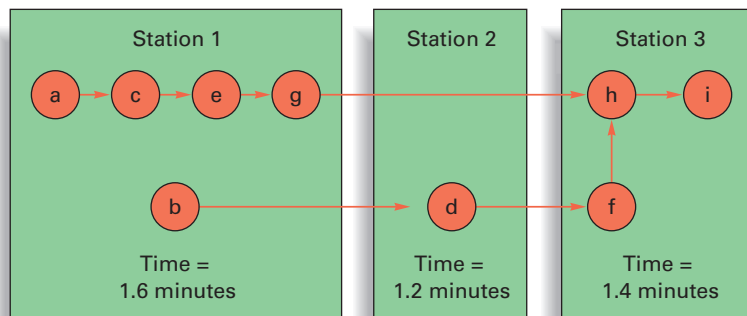 Station 1
a
c
e
g
b
Time =
1.6 minutes
Station 2
d
Time =
1.2 minutes
Station 3
h
i
f
Time =
1.4 minutes